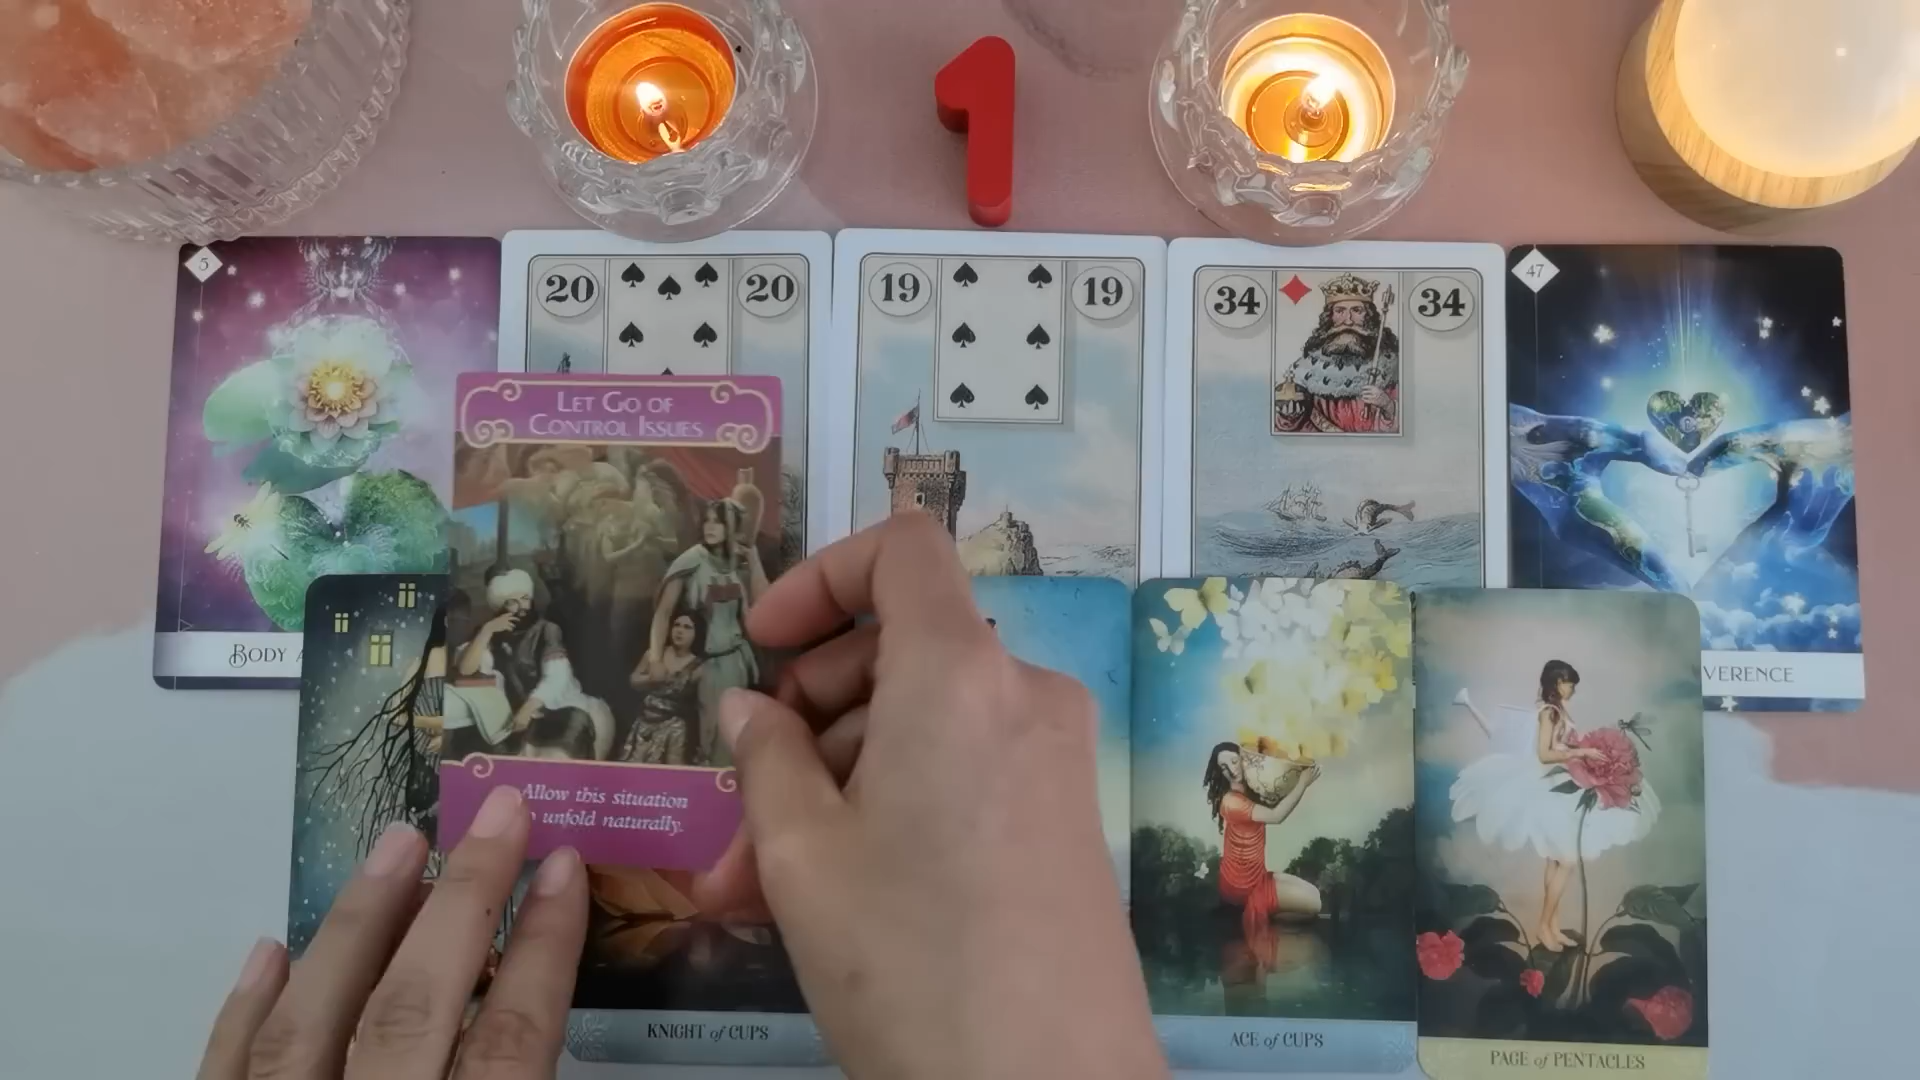 1
5
20
20
19
19
34
34
47
LET GO OF
CONTROL ISSUES
BODY
VERENCE
Allow this situation
unfold naturally.
KNIGHT of CUPS
ACE of CUPS
PAGE of PENTACLES